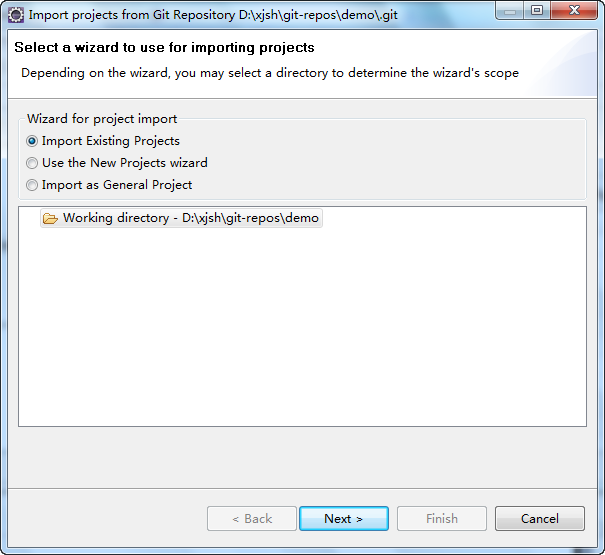 Import projects from Git Repository D:\xjsh\git-repos\demo\.git
Select a wizard to use for importing projects
Depending on the wizard, you may select a directory to determine the wizard's scope
Wizard for project import
Import Existing Projects
Use the New Projects wizard
Import as General Project
Working directory - D:\xjsh\git-repos\demo
< Back
Next >
Finish
Cancel